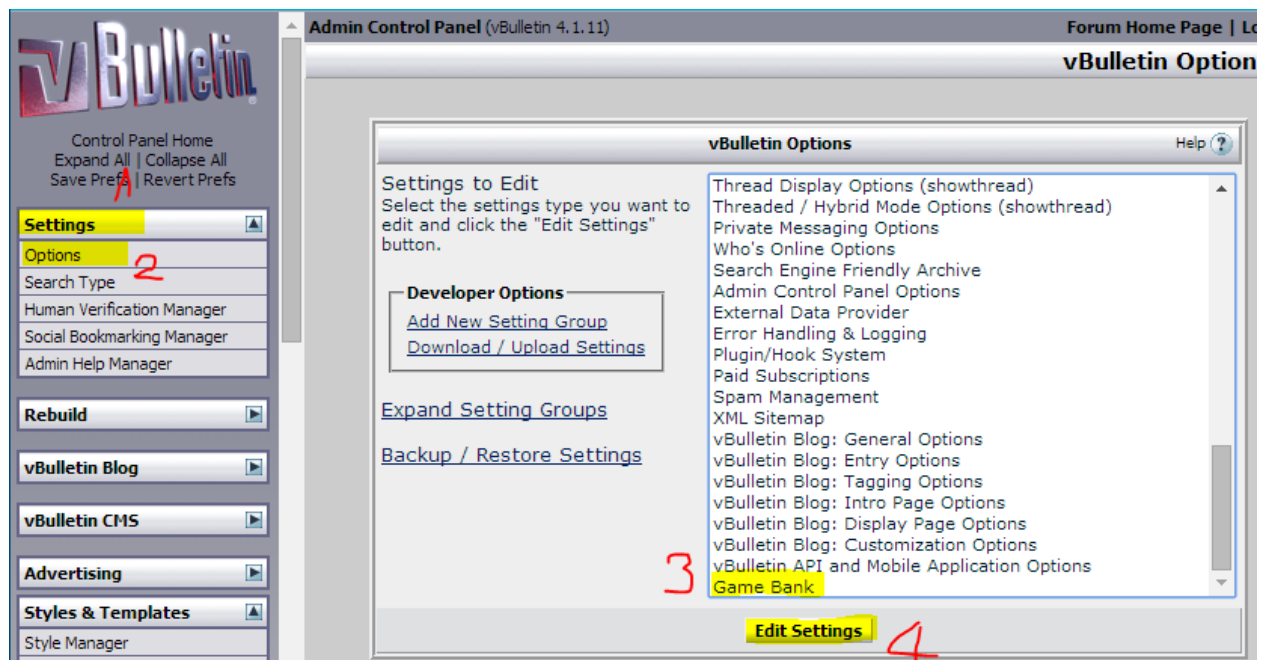 vBulletin
Admin Control Panel (vBulletin 4.1.11)
Forum Home Page |
vBulletin Option
Control Panel Home
Expand All | Collapse All
Save Prefs | Revert Prefs
1
Settings
Options
2
Search Type
Human Verification Manager
Social Bookmarking Manager
Admin Help Manager
Rebuild
vBulletin Blog
vBulletin CMS
Advertising
Styles & Templates
Style Manager
vBulletin Options
Help ?
Settings to Edit
Select the settings type you want to
edit and click the "Edit Settings"
button.
Developer Options
Add New Setting Group
Download / Upload Settings
Expand Setting Groups
Backup / Restore Settings
Thread Display Options (showthread)
Threaded / Hybrid Mode Options (showthread)
Private Messaging Options
Who's Online Options
Search Engine Friendly Archive
Admin Control Panel Options
External Data Provider
Error Handling & Logging
Plugin/Hook System
Paid Subscriptions
Spam Management
XML Sitemap
vBulletin Blog: General Options
vBulletin Blog: Entry Options
vBulletin Blog: Tagging Options
vBulletin Blog: Intro Page Options
vBulletin Blog: Display Page Options
vBulletin Blog: Customization Options
vBulletin API and Mobile Application Options
3
Game Bank
Edit Settings
4